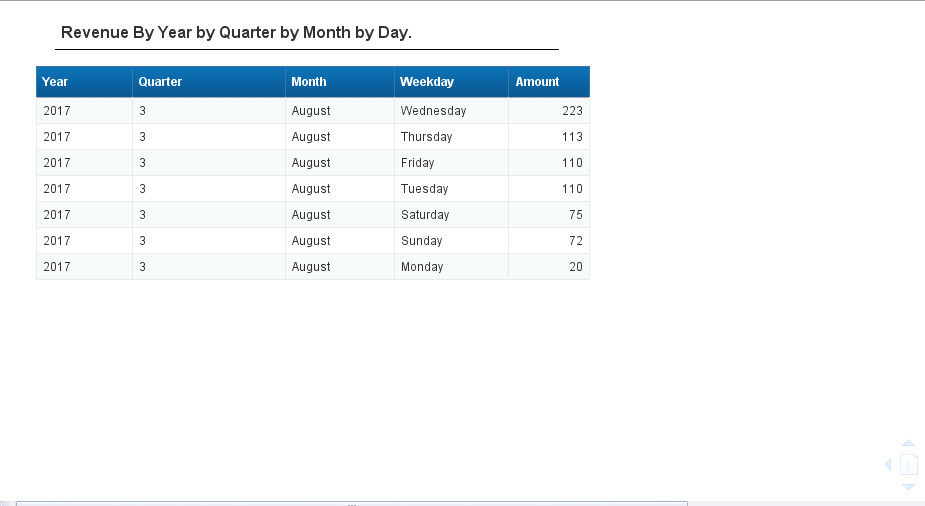 Revenue By Year by Quarter by Month by Day.
Year Quarter Month Weekday Amount
2017 3 August Wednesday 223
2017 3 August Thursday 113
2017 3 August Friday 110
2017 3 August Tuesday 110
2017 3 August Saturday 75
2017 3 August Sunday 72
2017 3 August Monday 20
1